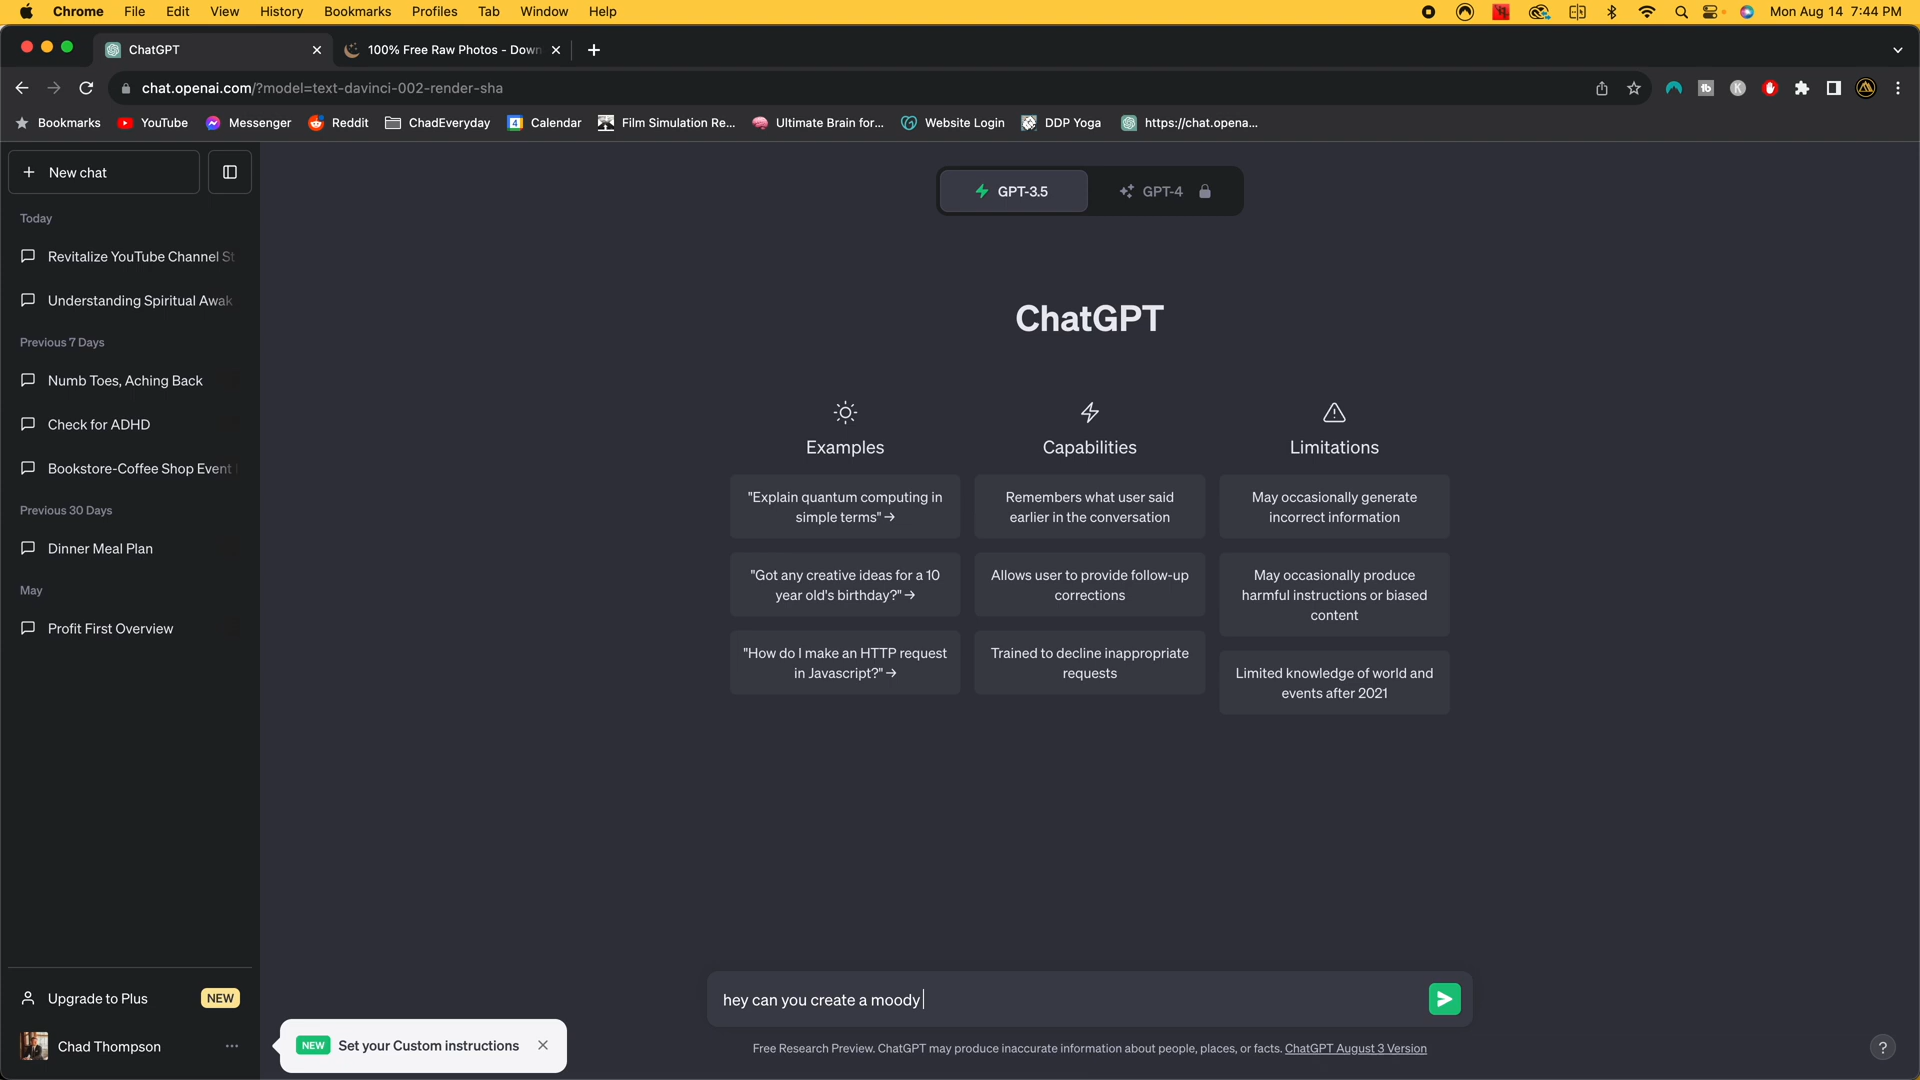 Chrome File Edit View History Bookmarks Profiles Tab Window Help Mon Aug 14 7:44 PM
ChatGPT 100% Free Raw Photos - Down
chat.openai.com/?model=text-davinci-002-render-sha
Bookmarks YouTube Messenger Reddit ChadEveryday 4 Calendar Film Simulation Re... Ultimate Brain for... Website Login DDP Yoga https://chat.opena...
New chat
GPT-3.5 GPT-4
Today
Revitalize YouTube Channel St
Understanding Spiritual Awak
Previous 7 Days
Numb Toes, Aching Back
Check for ADHD
Bookstore-Coffee Shop Event
Previous 30 Days
Dinner Meal Plan
May
Profit First Overview
ChatGPT
Examples
"Explain quantum computing in
simple terms" →
"Got any creative ideas for a 10
year old's birthday?" →
"How do I make an HTTP request
in Javascript?" →
Capabilities
Remembers what user said
earlier in the conversation
Allows user to provide follow-up
corrections
Trained to decline inappropriate
requests
Limitations
May occasionally generate
incorrect information
May occasionally produce
harmful instructions or biased
content
Limited knowledge of world and
events after 2021
hey can you create a moody
Upgrade to Plus NEW
Chad Thompson ...
NEW Set your Custom instructions
Free Research Preview. ChatGPT may produce inaccurate information about people, places, or facts. ChatGPT August 3 Version
?